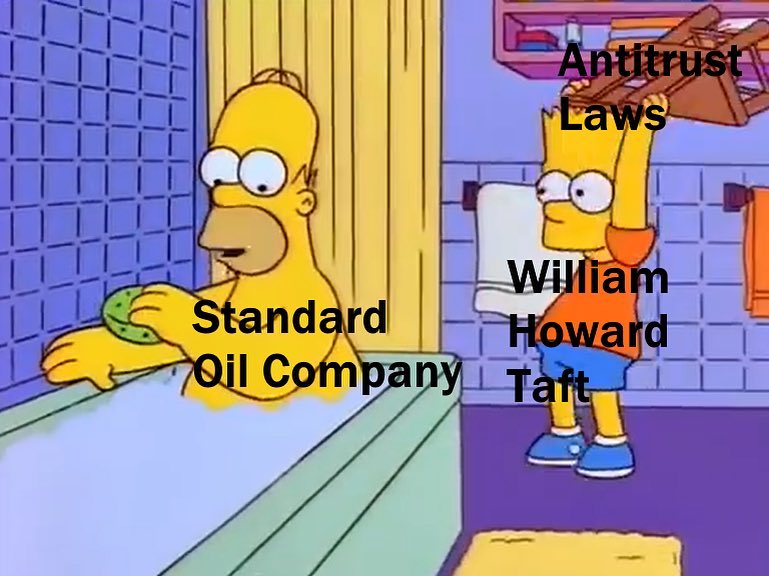 Antitrust
Laws
William
Howard
Taft
Standard
Oil Company